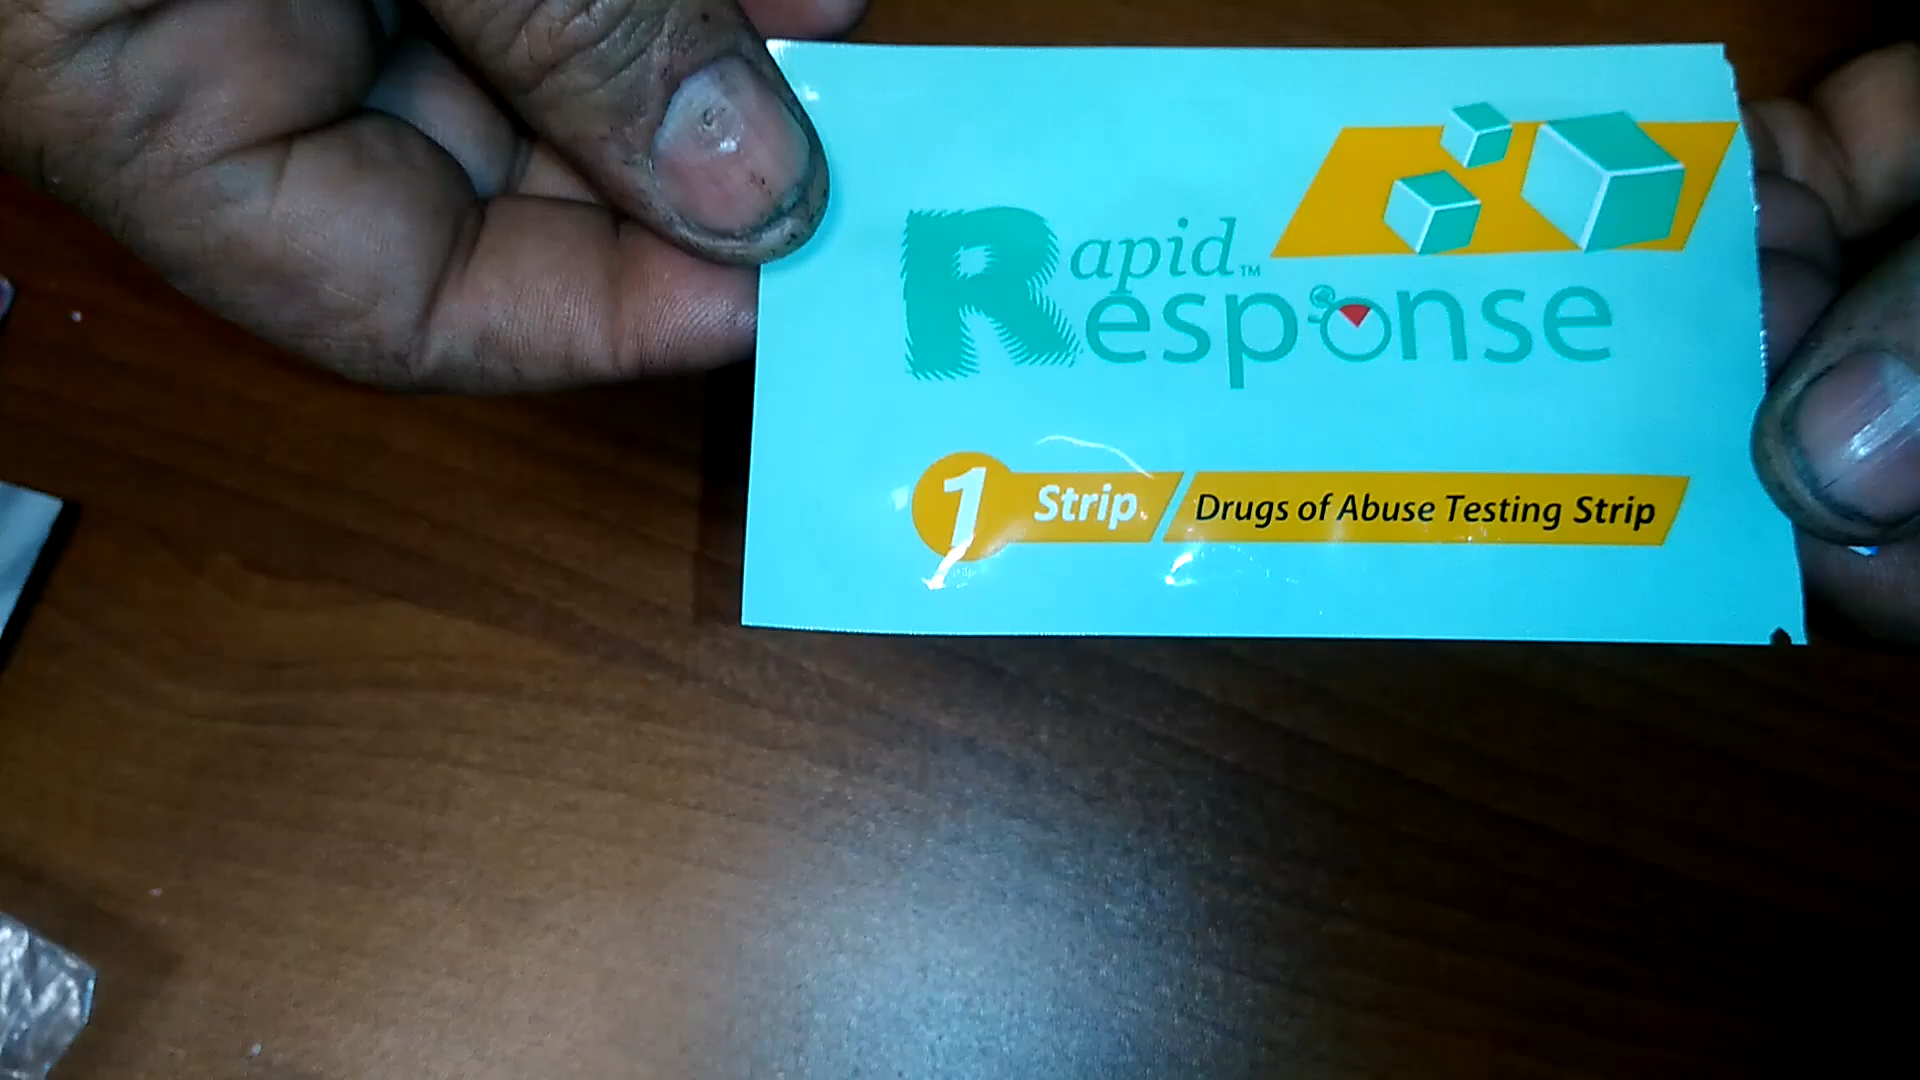 Rapid™
Response
1 Strip / Drugs of Abuse Testing Strip